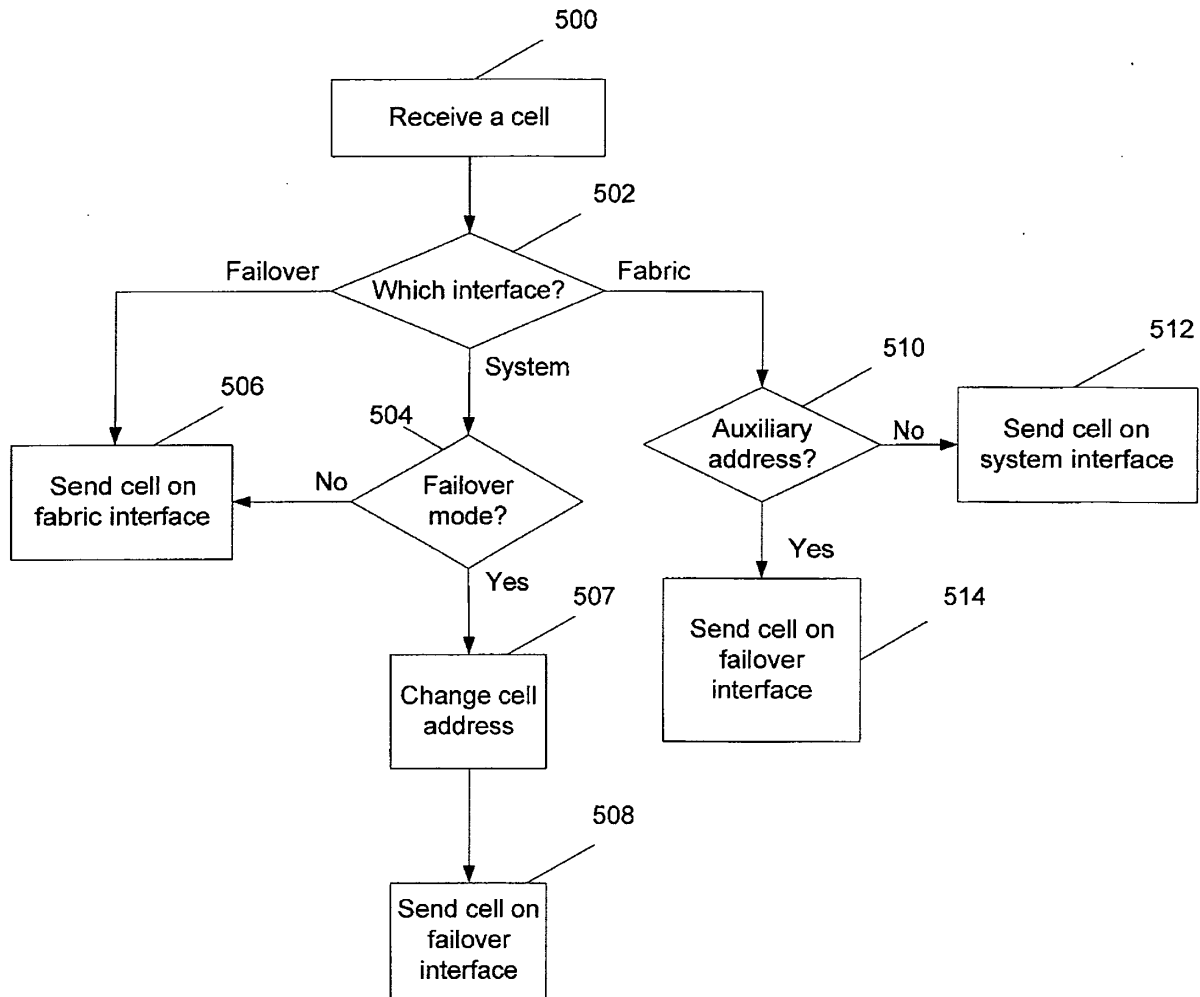 500
Receive a cell
502
Failover
Which interface?
Fabric
System
510
512
506
504
Auxiliary
address?
No
Send cell on
system interface
Send cell on
fabric interface
No
Failover
mode?
Yes
Yes
507
514
Send cell on
failover
interface
Change cell
address
508
Send cell on
failover
interface